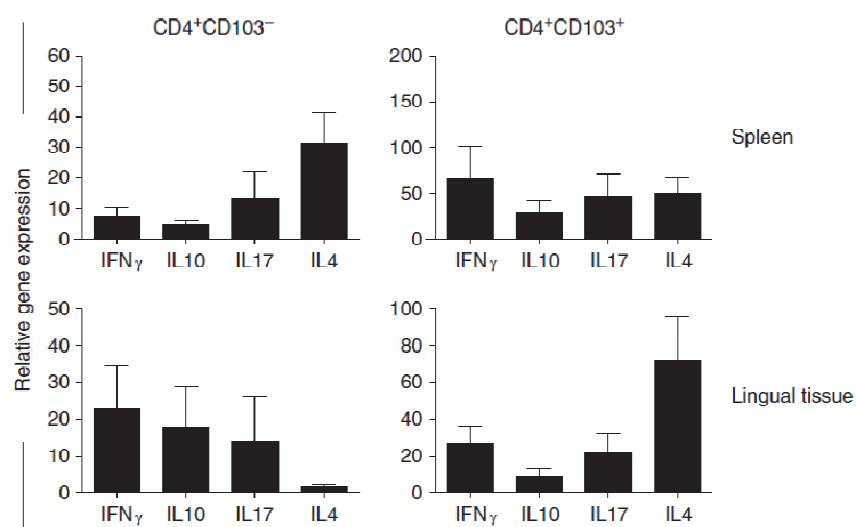 CD4⁺CD103⁻
CD4⁺CD103⁺
Relative gene expression
60
50
40
30
20
10
0
IFNγ IL10 IL17 IL4
200
150
100
50
0
IFNγ IL10 IL17 IL4
Spleen
50
40
30
20
10
0
IFNγ IL10 IL17 IL4
100
80
60
40
20
0
IFNγ IL10 IL17 IL4
Lingual tissue